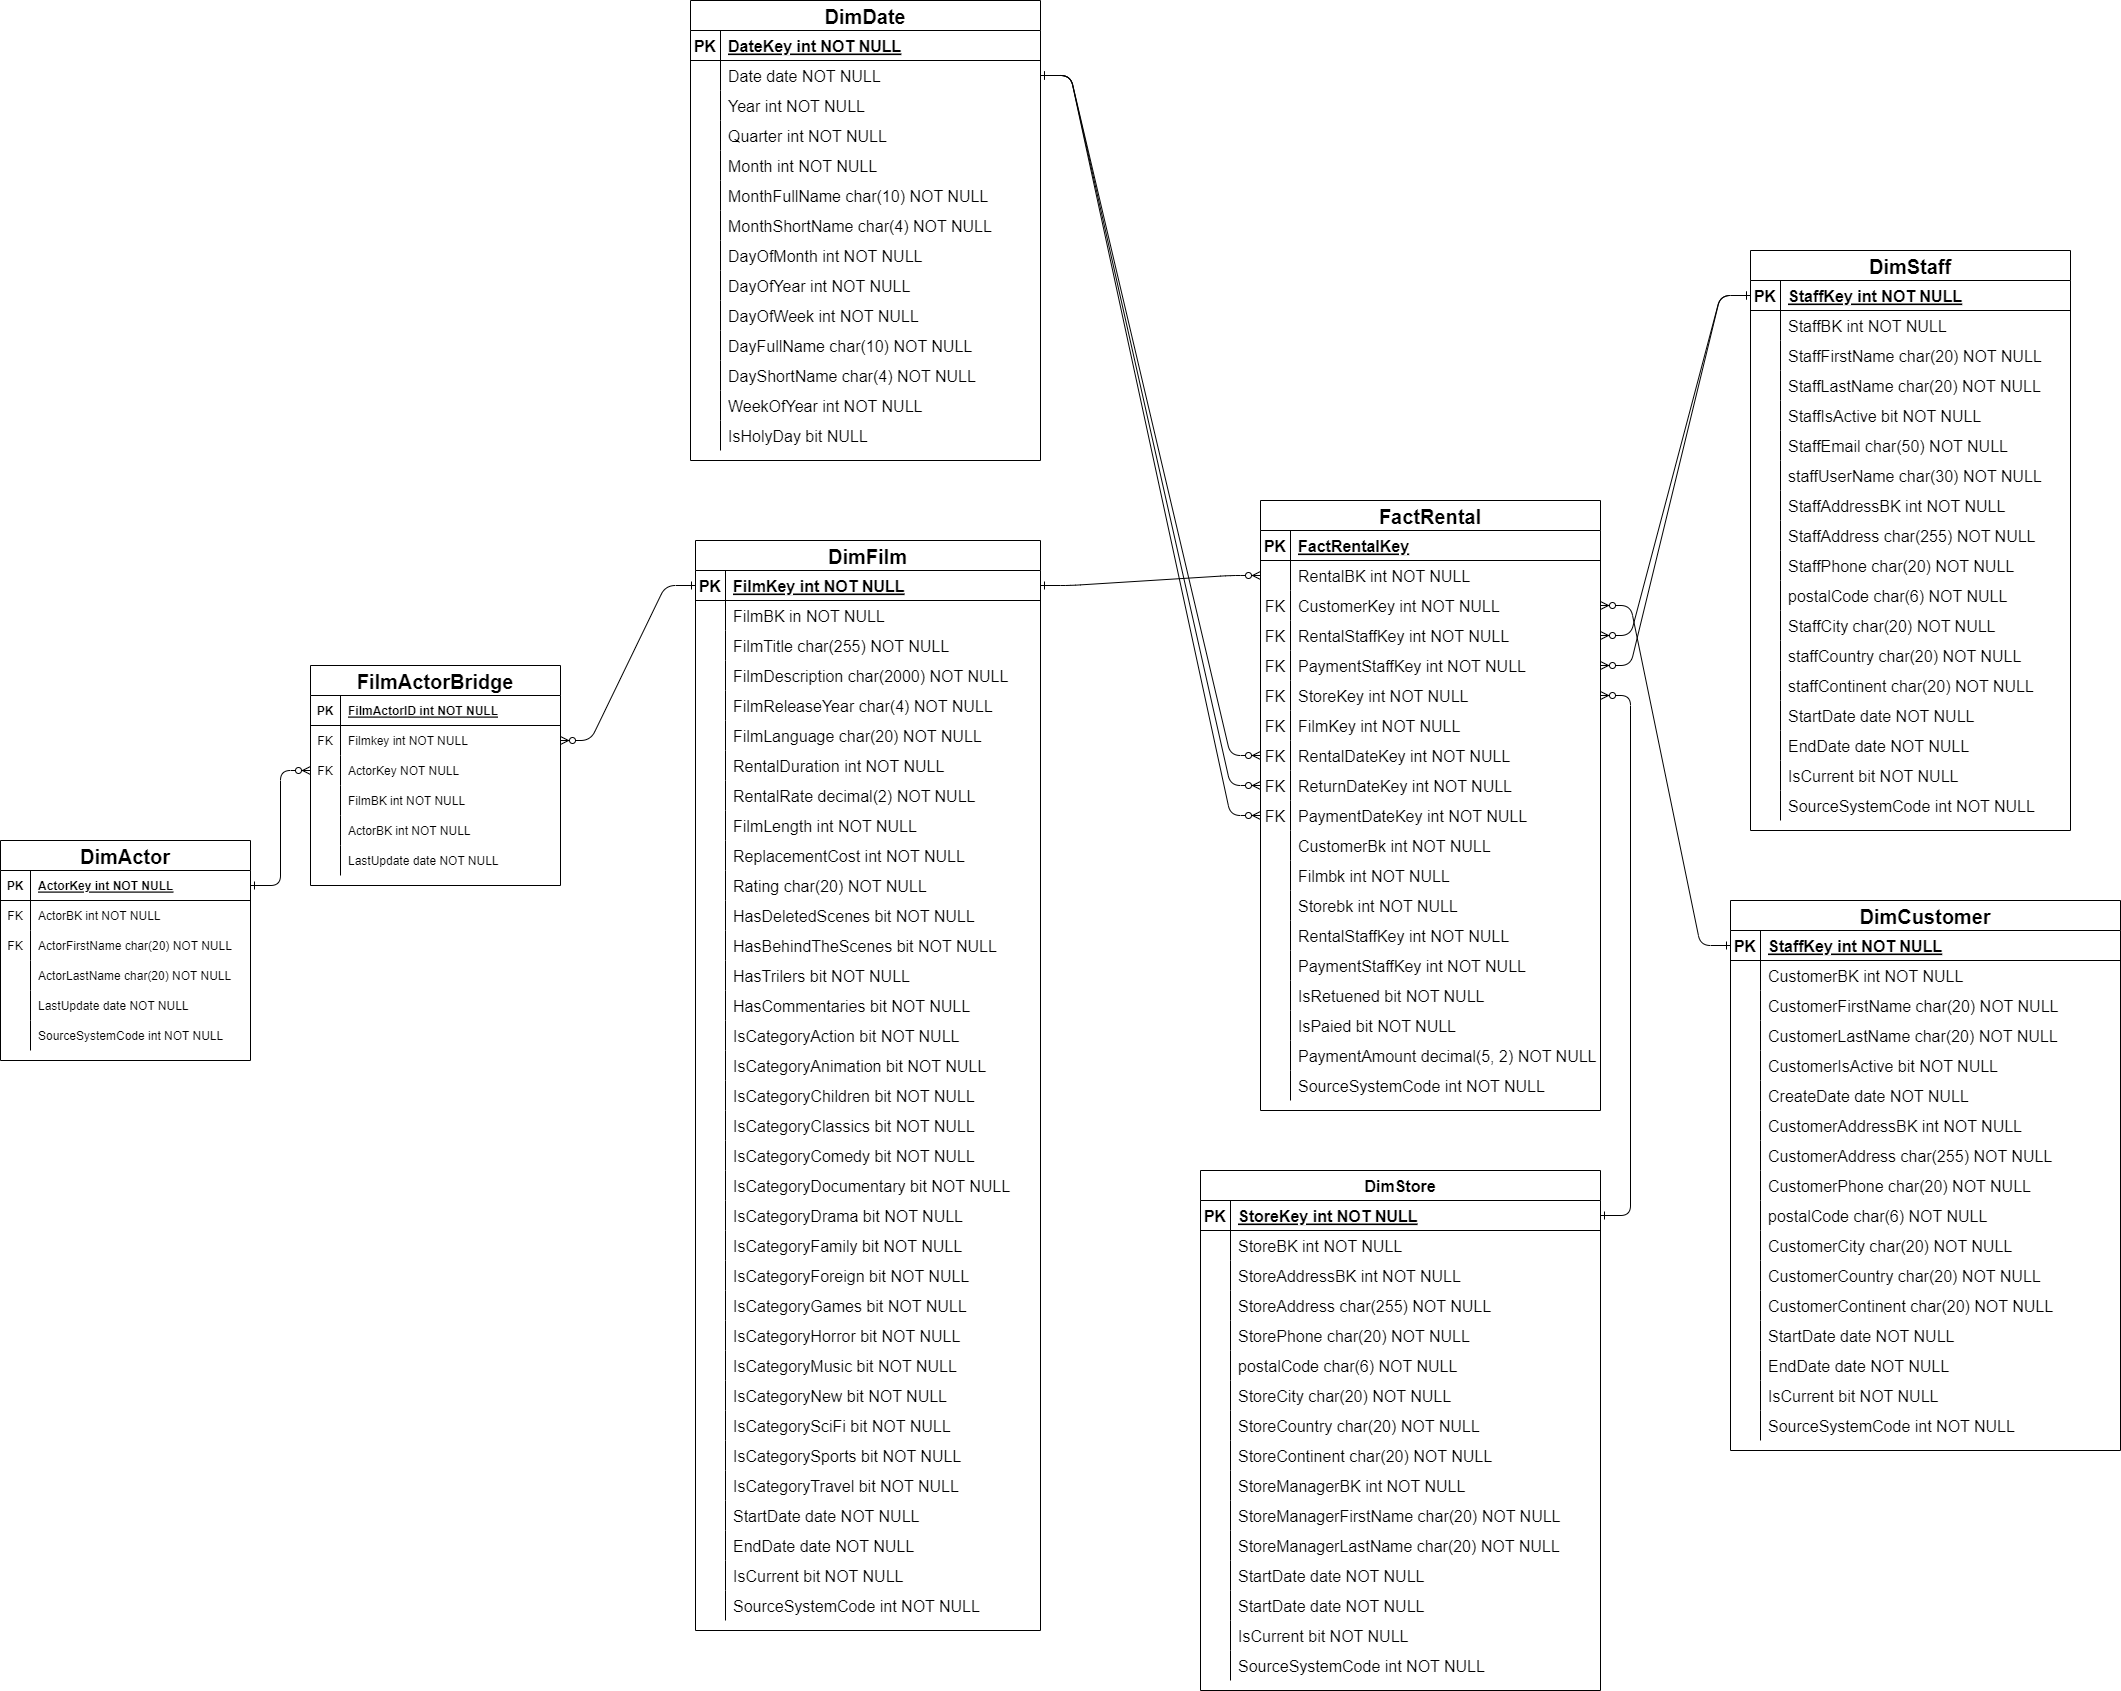 DimDate
PK DateKey int NOT NULL
Date date NOT NULL
Year int NOT NULL
Quarter int NOT NULL
Month int NOT NULL
MonthFullName char(10) NOT NULL
MonthShortName char(4) NOT NULL
DayOfMonth int NOT NULL
DayOfYear int NOT NULL
DayOfWeek int NOT NULL
DayFullName char(10) NOT NULL
DayShortName char(4) NOT NULL
WeekOfYear int NOT NULL
IsHolyDay bit NULL
DimFilm
PK FilmKey int NOT NULL
FilmBK in NOT NULL
FilmTitle char(255) NOT NULL
FilmDescription char(2000) NOT NULL
FilmReleaseYear char(4) NOT NULL
FilmLanguage char(20) NOT NULL
RentalDuration int NOT NULL
RentalRate decimal(2) NOT NULL
FilmLength int NOT NULL
ReplacementCost int NOT NULL
Rating char(20) NOT NULL
HasDeletedScenes bit NOT NULL
HasBehindTheScenes bit NOT NULL
HasTrilers bit NOT NULL
HasCommentaries bit NOT NULL
IsCategoryAction bit NOT NULL
IsCategoryAnimation bit NOT NULL
IsCategoryChildren bit NOT NULL
IsCategoryClassics bit NOT NULL
IsCategoryComedy bit NOT NULL
IsCategoryDocumentary bit NOT NULL
IsCategoryDrama bit NOT NULL
IsCategoryFamily bit NOT NULL
IsCategoryForeign bit NOT NULL
IsCategoryGames bit NOT NULL
IsCategoryHorror bit NOT NULL
IsCategoryMusic bit NOT NULL
IsCategoryNew bit NOT NULL
IsCategorySciFi bit NOT NULL
IsCategorySports bit NOT NULL
IsCategoryTravel bit NOT NULL
StartDate date NOT NULL
EndDate date NOT NULL
IsCurrent bit NOT NULL
SourceSystemCode int NOT NULL
FilmActorBridge
PK FilmActorID int NOT NULL
FK Filmkey int NOT NULL
FK ActorKey NOT NULL
FilmBK int NOT NULL
ActorBK int NOT NULL
LastUpdate date NOT NULL
DimActor
PK ActorKey int NOT NULL
FK ActorBK int NOT NULL
FK ActorFirstName char(20) NOT NULL
ActorLastName char(20) NOT NULL
LastUpdate date NOT NULL
SourceSystemCode int NOT NULL
FactRental
PK FactRentalKey
RentalBK int NOT NULL
FK CustomerKey int NOT NULL
FK RentalStaffKey int NOT NULL
FK PaymentStaffKey int NOT NULL
FK StoreKey int NOT NULL
FK FilmKey int NOT NULL
FK RentalDateKey int NOT NULL
FK ReturnDateKey int NOT NULL
FK PaymentDateKey int NOT NULL
CustomerBk int NOT NULL
Filmbk int NOT NULL
Storebk int NOT NULL
RentalStaffKey int NOT NULL
PaymentStaffKey int NOT NULL
IsRetuened bit NOT NULL
IsPaied bit NOT NULL
PaymentAmount decimal(5, 2) NOT NULL
SourceSystemCode int NOT NULL
DimStore
PK StoreKey int NOT NULL
StoreBK int NOT NULL
StoreAddressBK int NOT NULL
StoreAddress char(255) NOT NULL
StorePhone char(20) NOT NULL
postalCode char(6) NOT NULL
StoreCity char(20) NOT NULL
StoreCountry char(20) NOT NULL
StoreContinent char(20) NOT NULL
StoreManagerBK int NOT NULL
StoreManagerFirstName char(20) NOT NULL
StoreManagerLastName char(20) NOT NULL
StartDate date NOT NULL
StartDate date NOT NULL
IsCurrent bit NOT NULL
SourceSystemCode int NOT NULL
DimStaff
PK StaffKey int NOT NULL
StaffBK int NOT NULL
StaffFirstName char(20) NOT NULL
StaffLastName char(20) NOT NULL
StaffIsActive bit NOT NULL
StaffEmail char(50) NOT NULL
staffUserName char(30) NOT NULL
StaffAddressBK int NOT NULL
StaffAddress char(255) NOT NULL
StaffPhone char(20) NOT NULL
postalCode char(6) NOT NULL
StaffCity char(20) NOT NULL
staffCountry char(20) NOT NULL
staffContinent char(20) NOT NULL
StartDate date NOT NULL
EndDate date NOT NULL
IsCurrent bit NOT NULL
SourceSystemCode int NOT NULL
DimCustomer
PK StaffKey int NOT NULL
CustomerBK int NOT NULL
CustomerFirstName char(20) NOT NULL
CustomerLastName char(20) NOT NULL
CustomerIsActive bit NOT NULL
CreateDate date NOT NULL
CustomerAddressBK int NOT NULL
CustomerAddress char(255) NOT NULL
CustomerPhone char(20) NOT NULL
postalCode char(6) NOT NULL
CustomerCity char(20) NOT NULL
CustomerCountry char(20) NOT NULL
CustomerContinent char(20) NOT NULL
StartDate date NOT NULL
EndDate date NOT NULL
IsCurrent bit NOT NULL
SourceSystemCode int NOT NULL